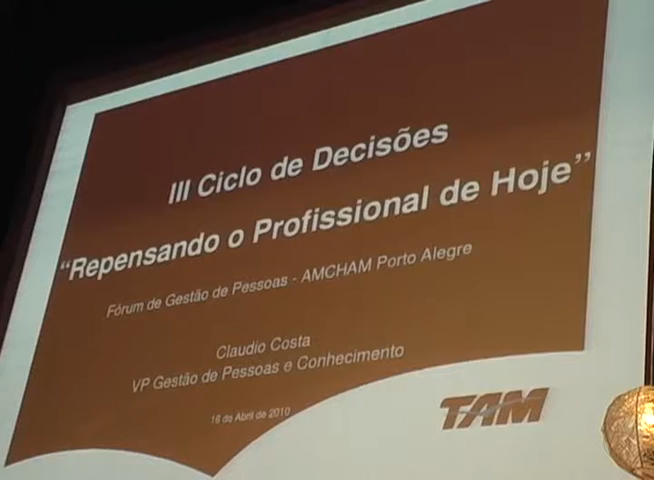 III Ciclo de Decisões
“Repensando o Profissional de Hoje”
Fórum de Gestão de Pessoas - AMCHAM Porto Alegre
Claudio Costa
VP Gestão de Pessoas e Conhecimento
16 de Abril de 2010
TAM